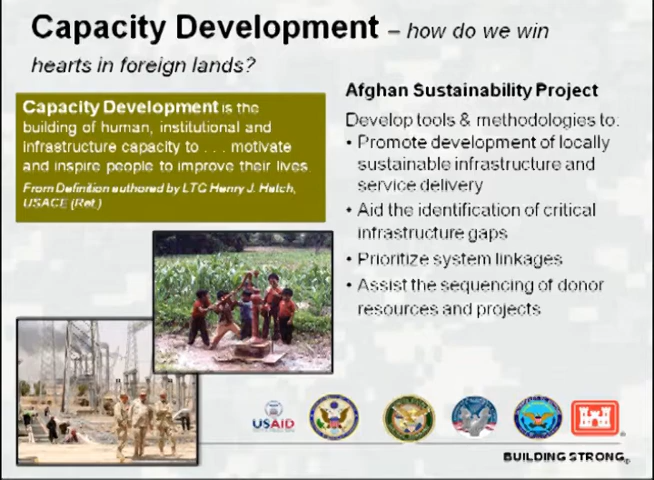 Capacity Development – how do we win
hearts in foreign lands?
Capacity Development is the
building of human, institutional and
infrastructure capacity to . . . motivate
and inspire people to improve their lives.
From Definition authored by LTG Henry J. Hatch,
USACE (Ret.)
Afghan Sustainability Project
Develop tools & methodologies to:
• Promote development of locally
sustainable infrastructure and
service delivery
• Aid the identification of critical
infrastructure gaps
• Prioritize system linkages
• Assist the sequencing of donor
resources and projects
USAID
BUILDING STRONG®